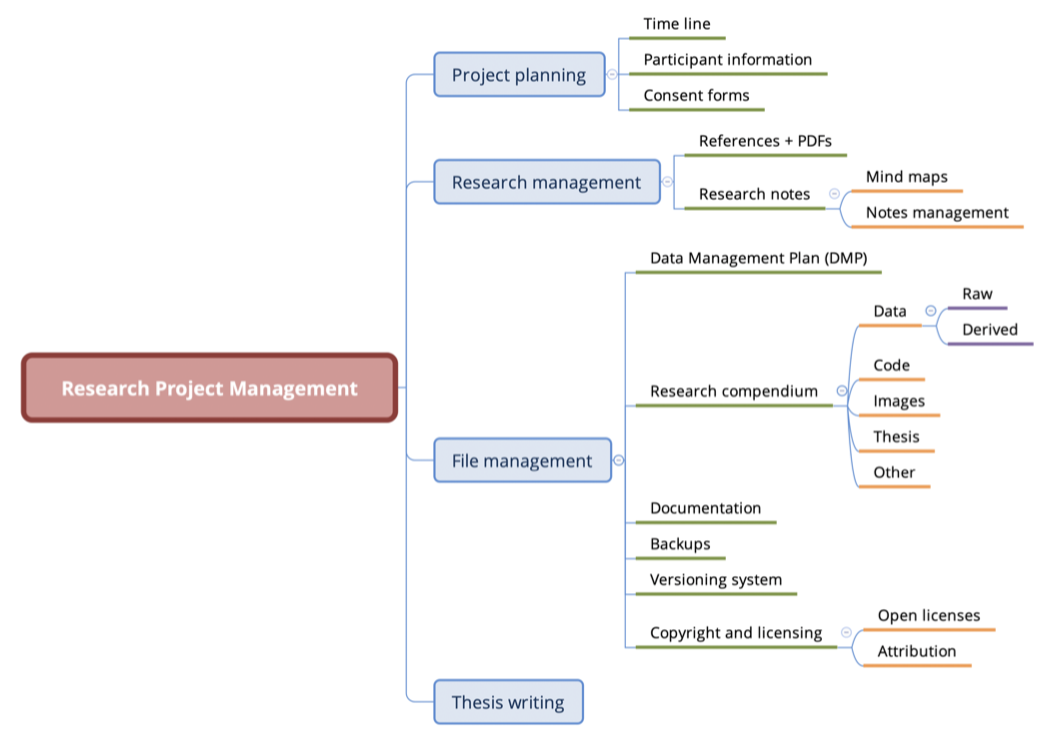 Research Project Management
Project planning
Time line
Participant information
Consent forms
Research management
References + PDFs
Research notes
Mind maps
Notes management
File management
Data Management Plan (DMP)
Research compendium
Data
Raw
Derived
Code
Images
Thesis
Other
Documentation
Backups
Versioning system
Copyright and licensing
Open licenses
Attribution
Thesis writing